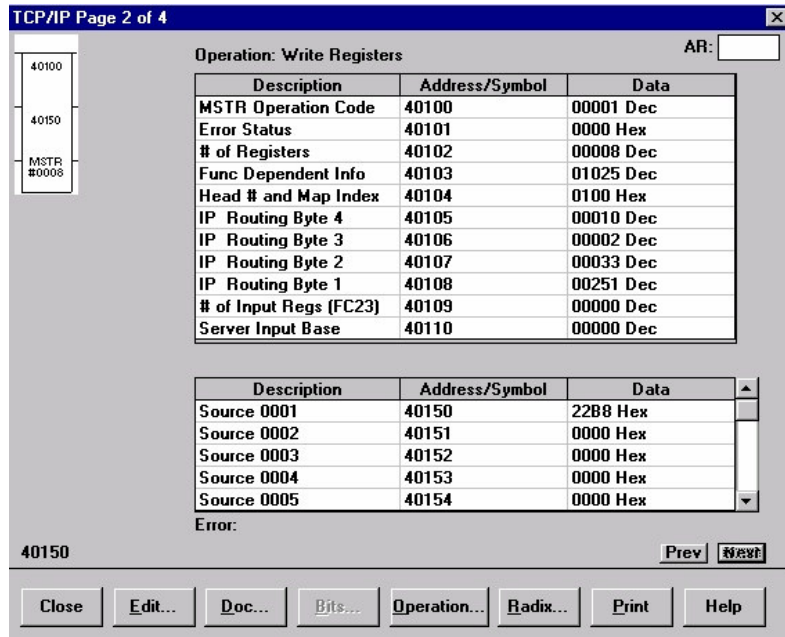 TCP/IP Page 2 of 4
40100
40150
MSTR
#0008
Operation: Write Registers
AR:
Description Address/Symbol Data
MSTR Operation Code 40100 00001 Dec
Error Status 40101 0000 Hex
# of Registers 40102 00008 Dec
Func Dependent Info 40103 01025 Dec
Head # and Map Index 40104 0100 Hex
IP Routing Byte 4 40105 00010 Dec
IP Routing Byte 3 40106 00002 Dec
IP Routing Byte 2 40107 00033 Dec
IP Routing Byte 1 40108 00251 Dec
# of Input Regs (FC23) 40109 00000 Dec
Server Input Base 40110 00000 Dec
Description Address/Symbol Data
Source 0001 40150 22B8 Hex
Source 0002 40151 0000 Hex
Source 0003 40152 0000 Hex
Source 0004 40153 0000 Hex
Source 0005 40154 0000 Hex
Error:
40150
Prev Next
Close Edit... Doc... Bits... Operation... Radix... Print Help